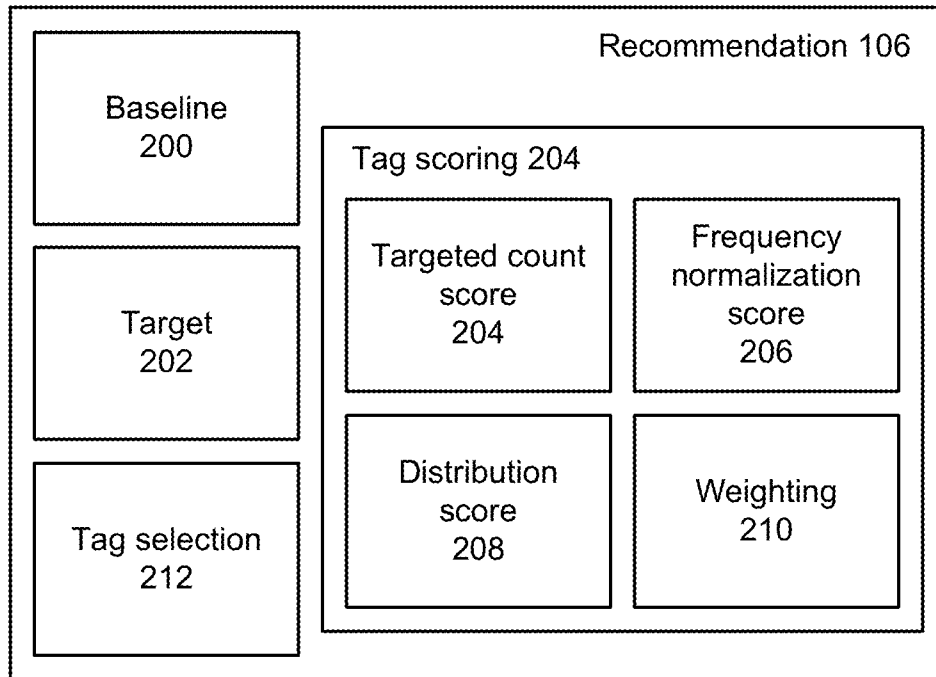 Recommendation 106
Baseline
200
Target
202
Tag selection
212
Tag scoring 204
Targeted count
score
204
Frequency
normalization
score
206
Distribution
score
208
Weighting
210